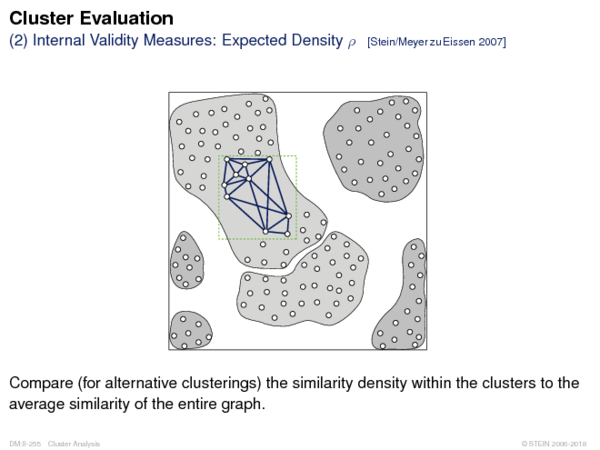 Cluster Evaluation
(2) Internal Validity Measures: Expected Density ρ [Stein/Meyer zu Eissen 2007]
Compare (for alternative clusterings) the similarity density within the clusters to the
average similarity of the entire graph.
DM:II-255 Cluster Analysis
© STEIN 2006-2018